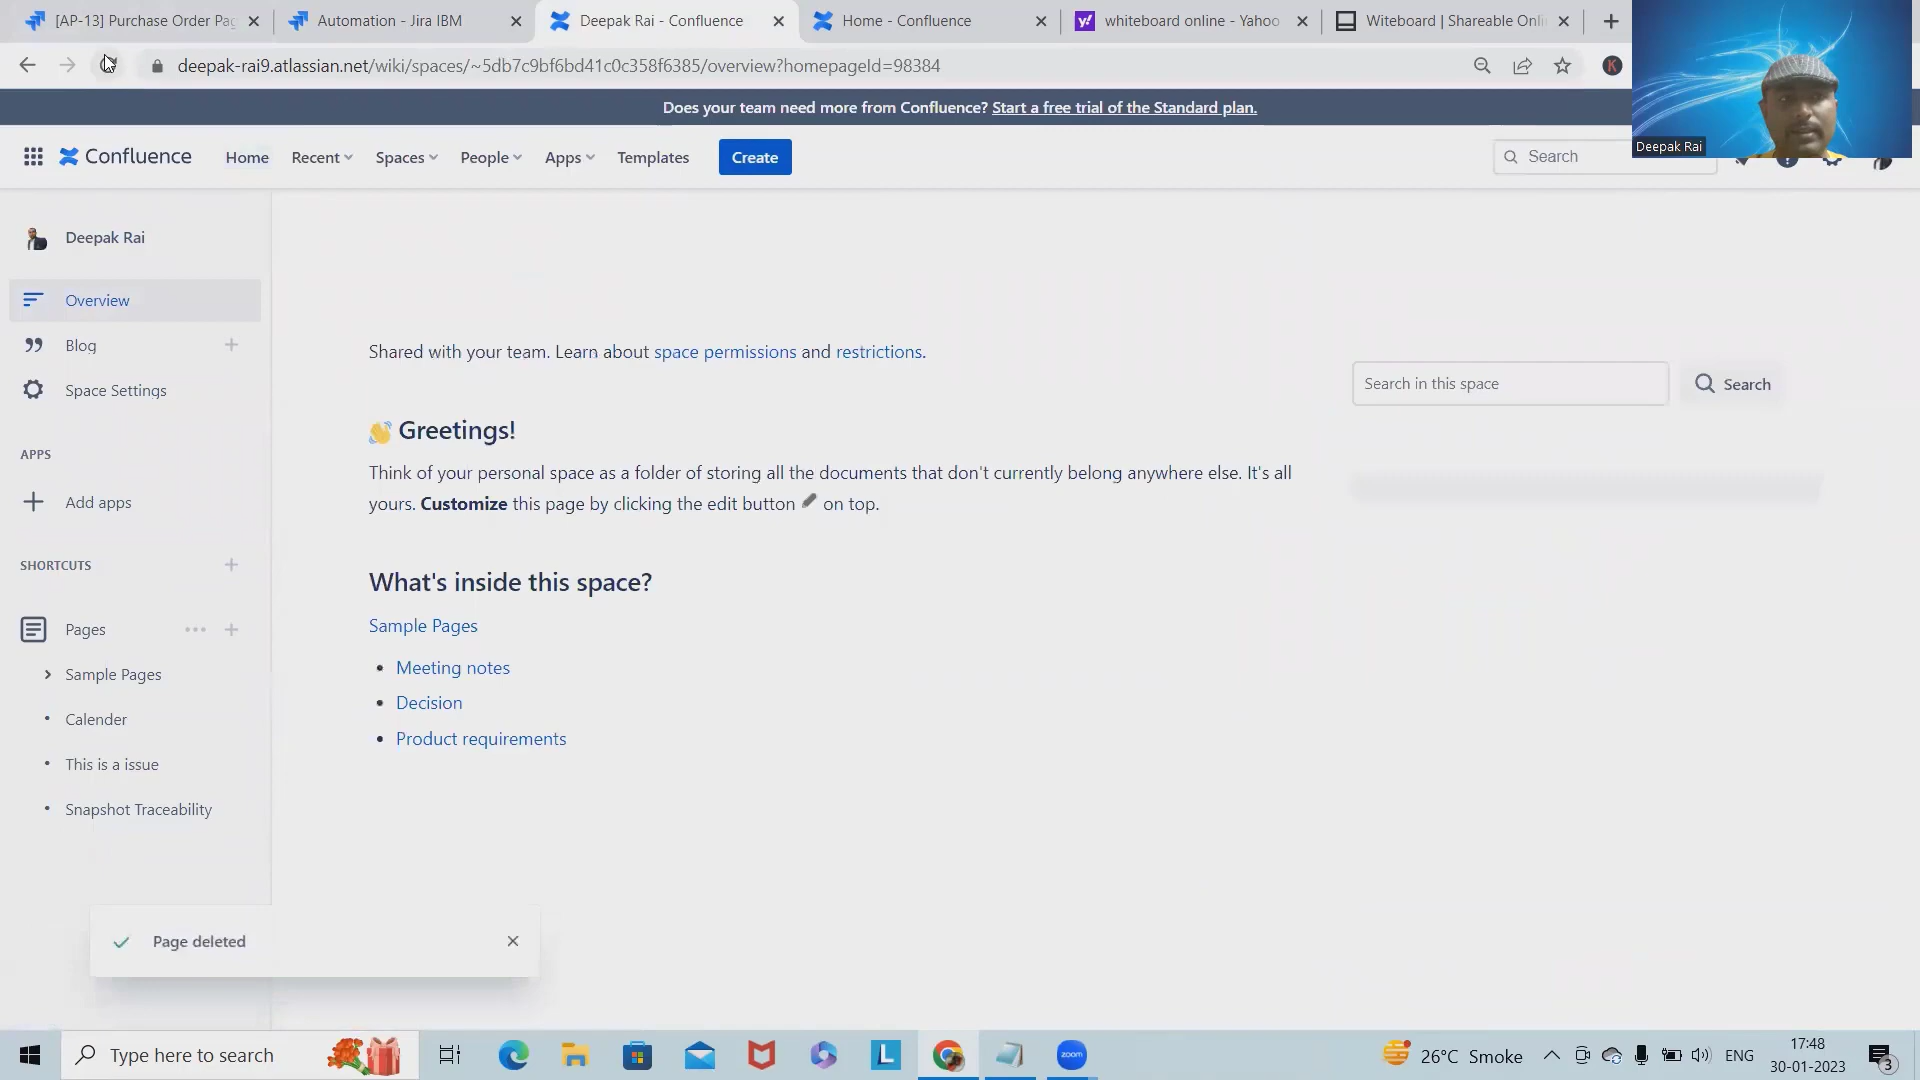 [AP-13] Purchase Order Pag
Automation - Jira IBM
Deepak Rai - Confluence
Home - Confluence
whiteboard online - Yahoo
Witeboard | Shareable Onli
deepak-rai9.atlassian.net/wiki/spaces/~5db7c9bf6bd41c0c358f6385/overview?homepageId=98384
K
Does your team need more from Confluence? Start a free trial of the Standard plan.
Deepak Rai
Confluence
Home
Recent
Spaces
People
Apps
Templates
Create
Search
Deepak Rai
Overview
Blog
Space Settings
APPS
Add apps
SHORTCUTS
Pages
Sample Pages
Calender
This is a issue
Snapshot Traceability
Shared with your team. Learn about space permissions and restrictions.
Search in this space
Search
Greetings!
Think of your personal space as a folder of storing all the documents that don't currently belong anywhere else. It's all
yours. Customize this page by clicking the edit button on top.
What's inside this space?
Sample Pages
• Meeting notes
• Decision
• Product requirements
Page deleted
Type here to search
L
zoom
26°C Smoke
ENG
17:48
30-01-2023
3